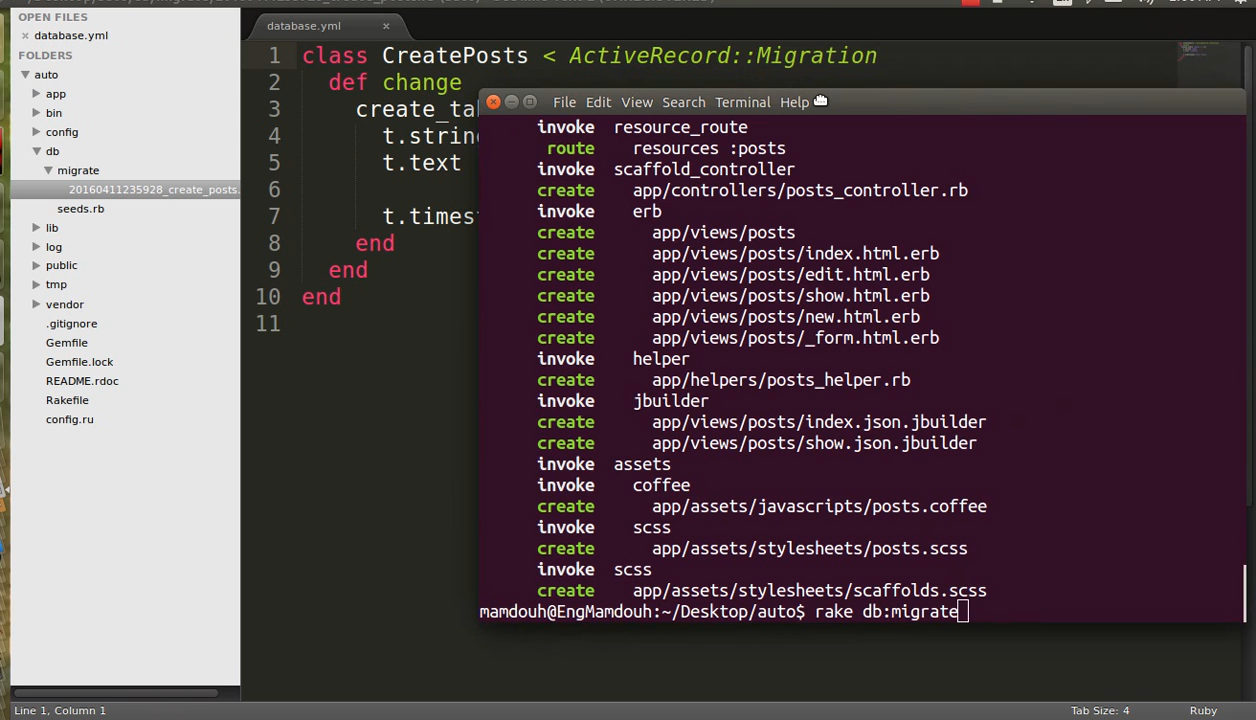 OPEN FILES
database.yml
FOLDERS
auto
app
bin
config
db
migrate
20160411235928_create_posts.
seeds.rb
lib
log
public
tmp
vendor
.gitignore
Gemfile
Gemfile.lock
README.rdoc
Rakefile
config.ru
database.yml ×
1 class CreatePosts < ActiveRecord::Migration
2 def change
3 create_ta
4 t.string
5 t.text
6
7 t.times
8 end
9 end
10 end
11
File Edit View Search Terminal Help
invoke resource_route
route resources :posts
invoke scaffold_controller
create app/controllers/posts_controller.rb
invoke erb
create app/views/posts
create app/views/posts/index.html.erb
create app/views/posts/edit.html.erb
create app/views/posts/show.html.erb
create app/views/posts/new.html.erb
create app/views/posts/_form.html.erb
invoke helper
create app/helpers/posts_helper.rb
invoke jbuilder
create app/views/posts/index.json.jbuilder
create app/views/posts/show.json.jbuilder
invoke assets
invoke coffee
create app/assets/javascripts/posts.coffee
invoke scss
create app/assets/stylesheets/posts.scss
invoke scss
create app/assets/stylesheets/scaffolds.scss
mamdouh@EngMamdouh:~/Desktop/auto$ rake db:migrate
Line 1, Column 1
Tab Size: 4
Ruby